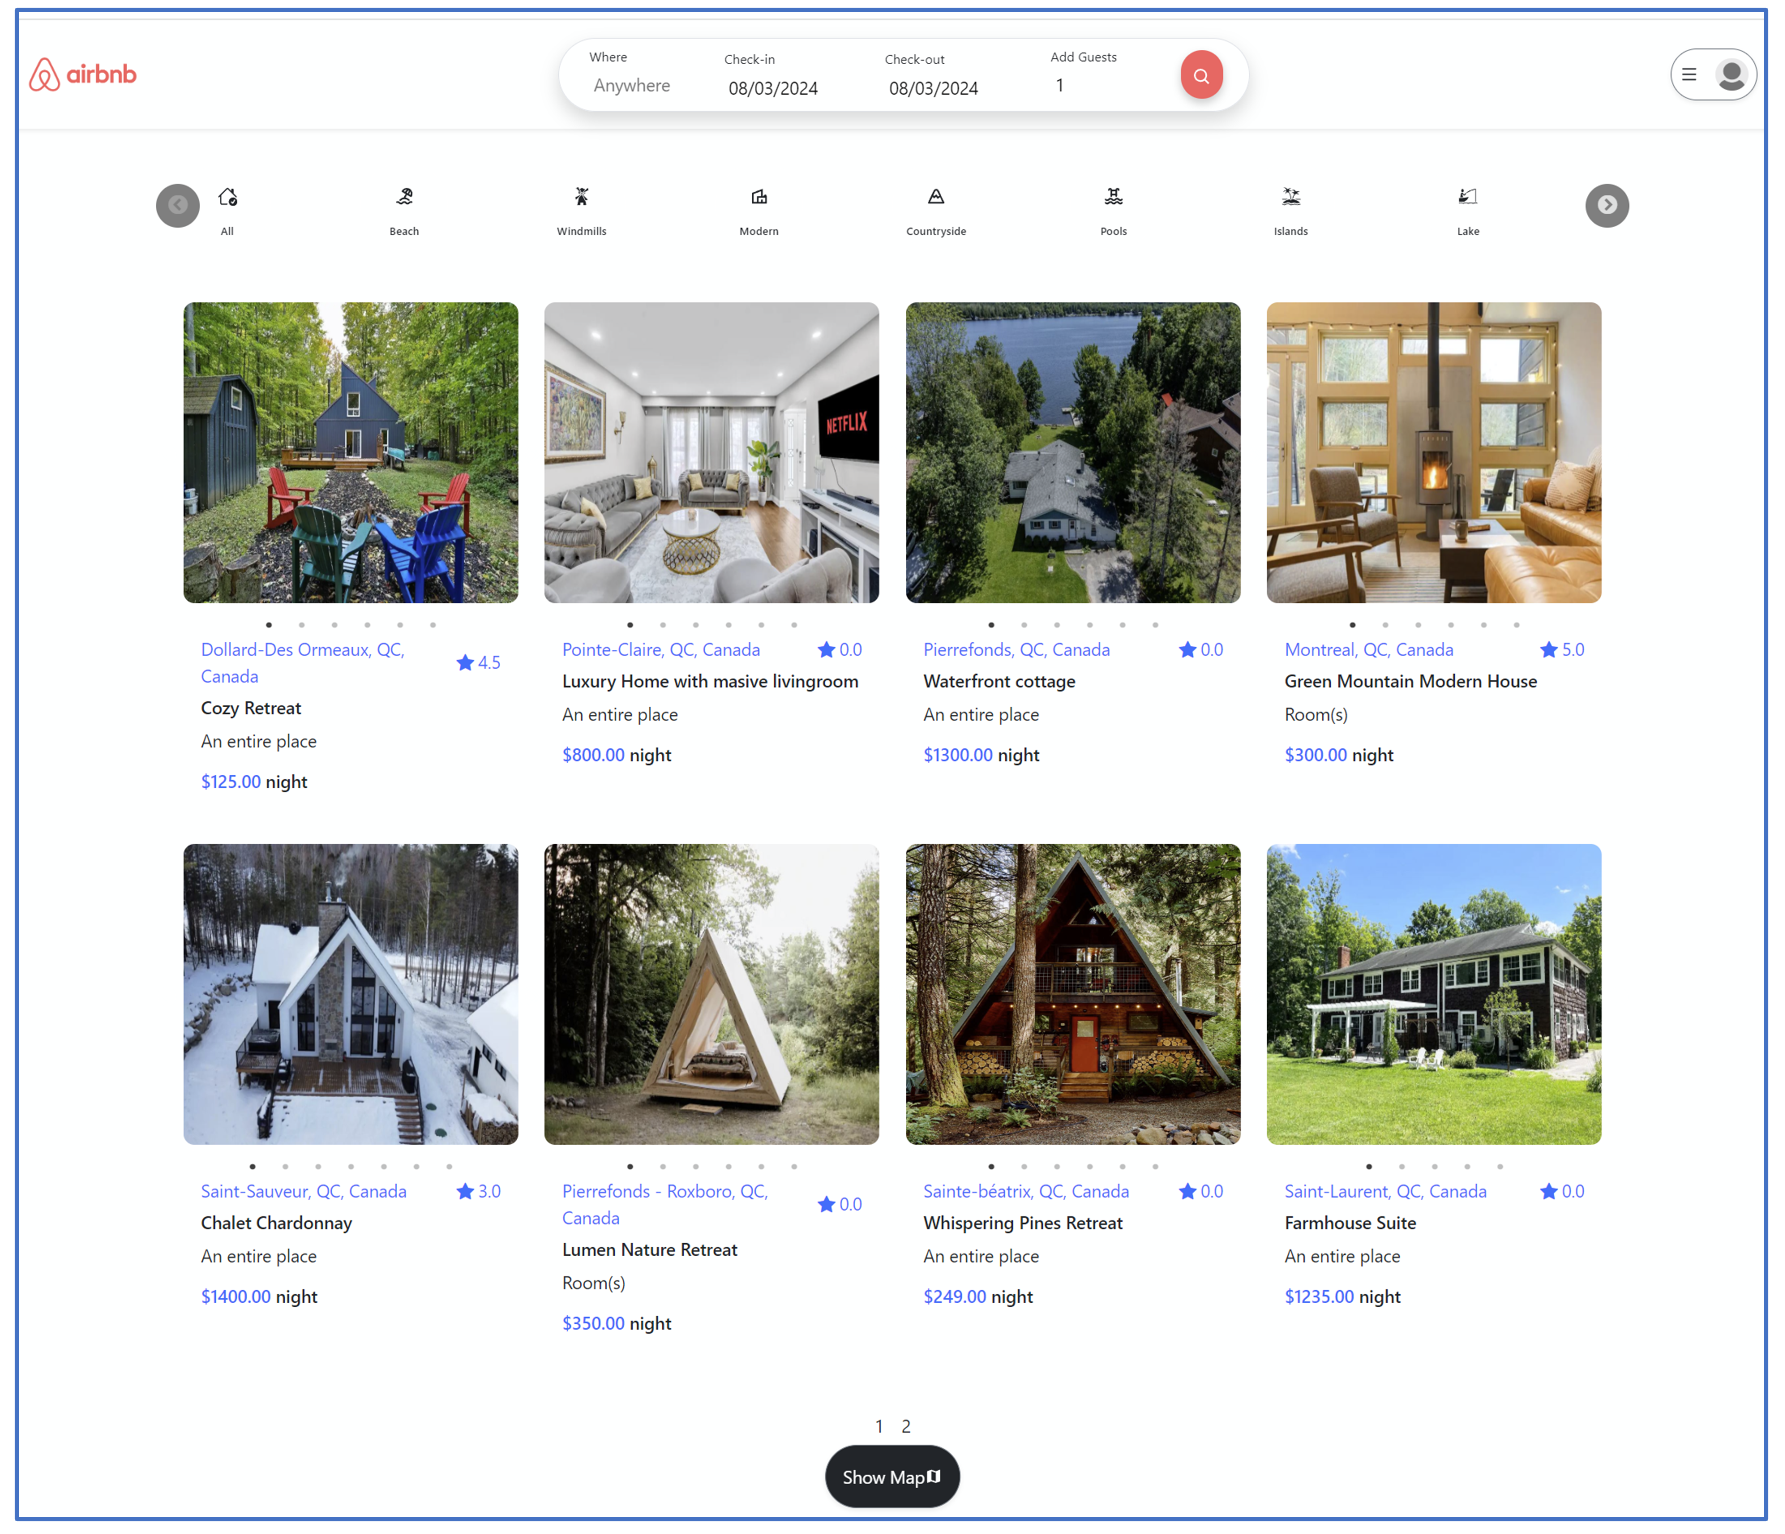 airbnb
Where
Anywhere
Check-in
08/03/2024
Check-out
08/03/2024
Add Guests
1
All
Beach
Windmills
Modern
Countryside
Pools
Islands
Lake
NETFLIX
Dollard-Des Ormeaux, QC,
Canada
4.5
Cozy Retreat
An entire place
$125.00 night
Pointe-Claire, QC, Canada
0.0
Luxury Home with masive livingroom
An entire place
$800.00 night
Pierrefonds, QC, Canada
0.0
Waterfront cottage
An entire place
$1300.00 night
Montreal, QC, Canada
5.0
Green Mountain Modern House
Room(s)
$300.00 night
Saint-Sauveur, QC, Canada
3.0
Chalet Chardonnay
An entire place
$1400.00 night
Pierrefonds - Roxboro, QC,
Canada
0.0
Lumen Nature Retreat
Room(s)
$350.00 night
Sainte-béatrix, QC, Canada
0.0
Whispering Pines Retreat
An entire place
$249.00 night
Saint-Laurent, QC, Canada
0.0
Farmhouse Suite
An entire place
$1235.00 night
1 2
Show Map